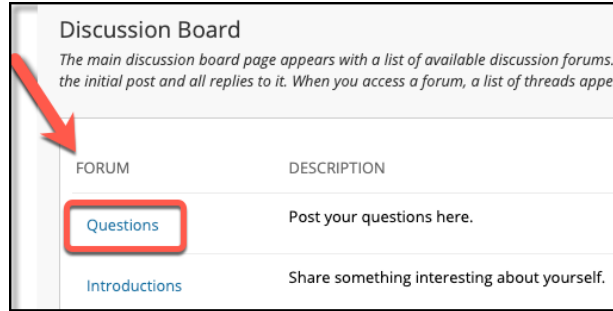 Discussion Board
The main discussion board page appears with a list of available discussion forums.
the initial post and all replies to it. When you access a forum, a list of threads appe
FORUM DESCRIPTION
Questions Post your questions here.
Introductions Share something interesting about yourself.